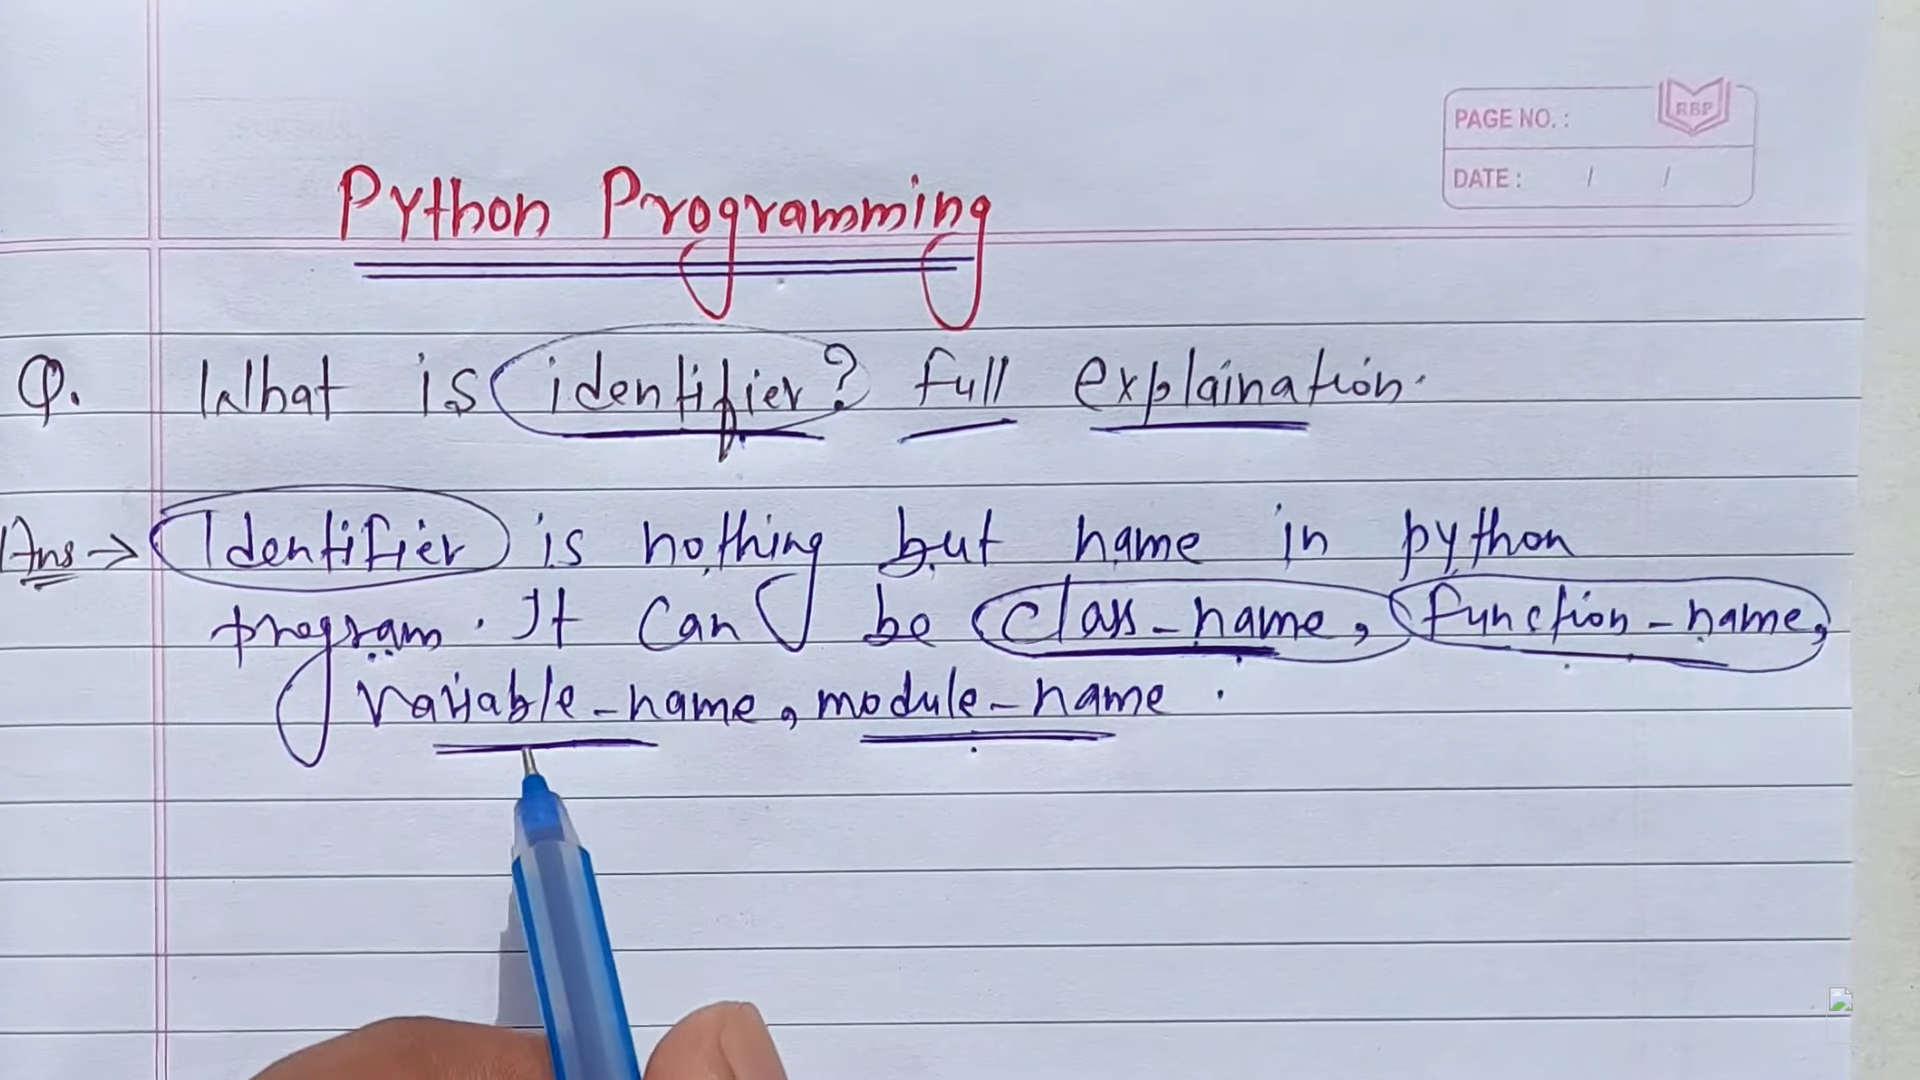 PAGE NO. :
RBP
DATE : / /
Python Programming
Q. What is identifier? full explaination.
Ans → Identifier is nothing but name in python
program. It can be class_name, function_name,
variable_name, module_name .